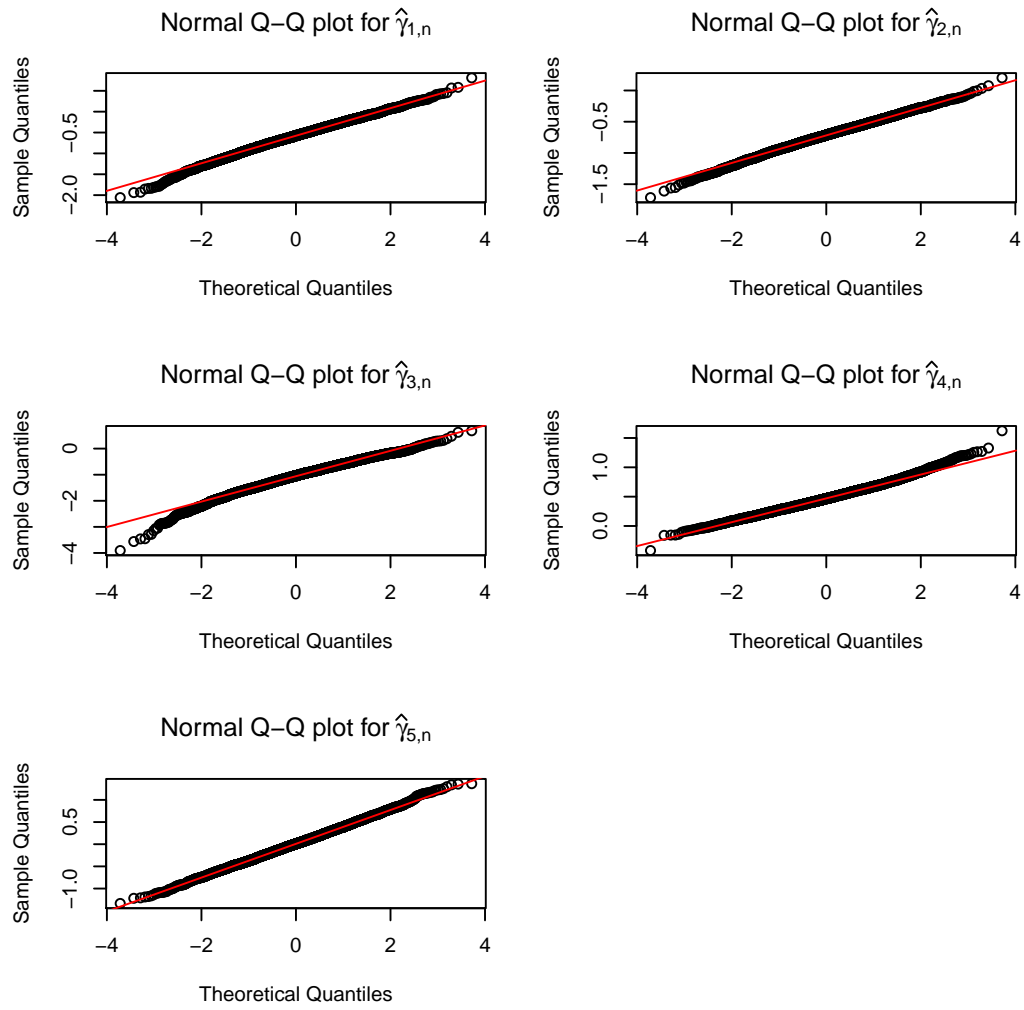 Normal Q−Q plot for γ̂1,n
Sample Quantiles
−0.5
−2.0
−4 −2 0 2 4
Theoretical Quantiles
Normal Q−Q plot for γ̂2,n
Sample Quantiles
−0.5
−1.5
−4 −2 0 2 4
Theoretical Quantiles
Normal Q−Q plot for γ̂3,n
Sample Quantiles
0
−2
−4
−4 −2 0 2 4
Theoretical Quantiles
Normal Q−Q plot for γ̂4,n
Sample Quantiles
1.0
0.0
−4 −2 0 2 4
Theoretical Quantiles
Normal Q−Q plot for γ̂5,n
Sample Quantiles
0.5
−1.0
−4 −2 0 2 4
Theoretical Quantiles